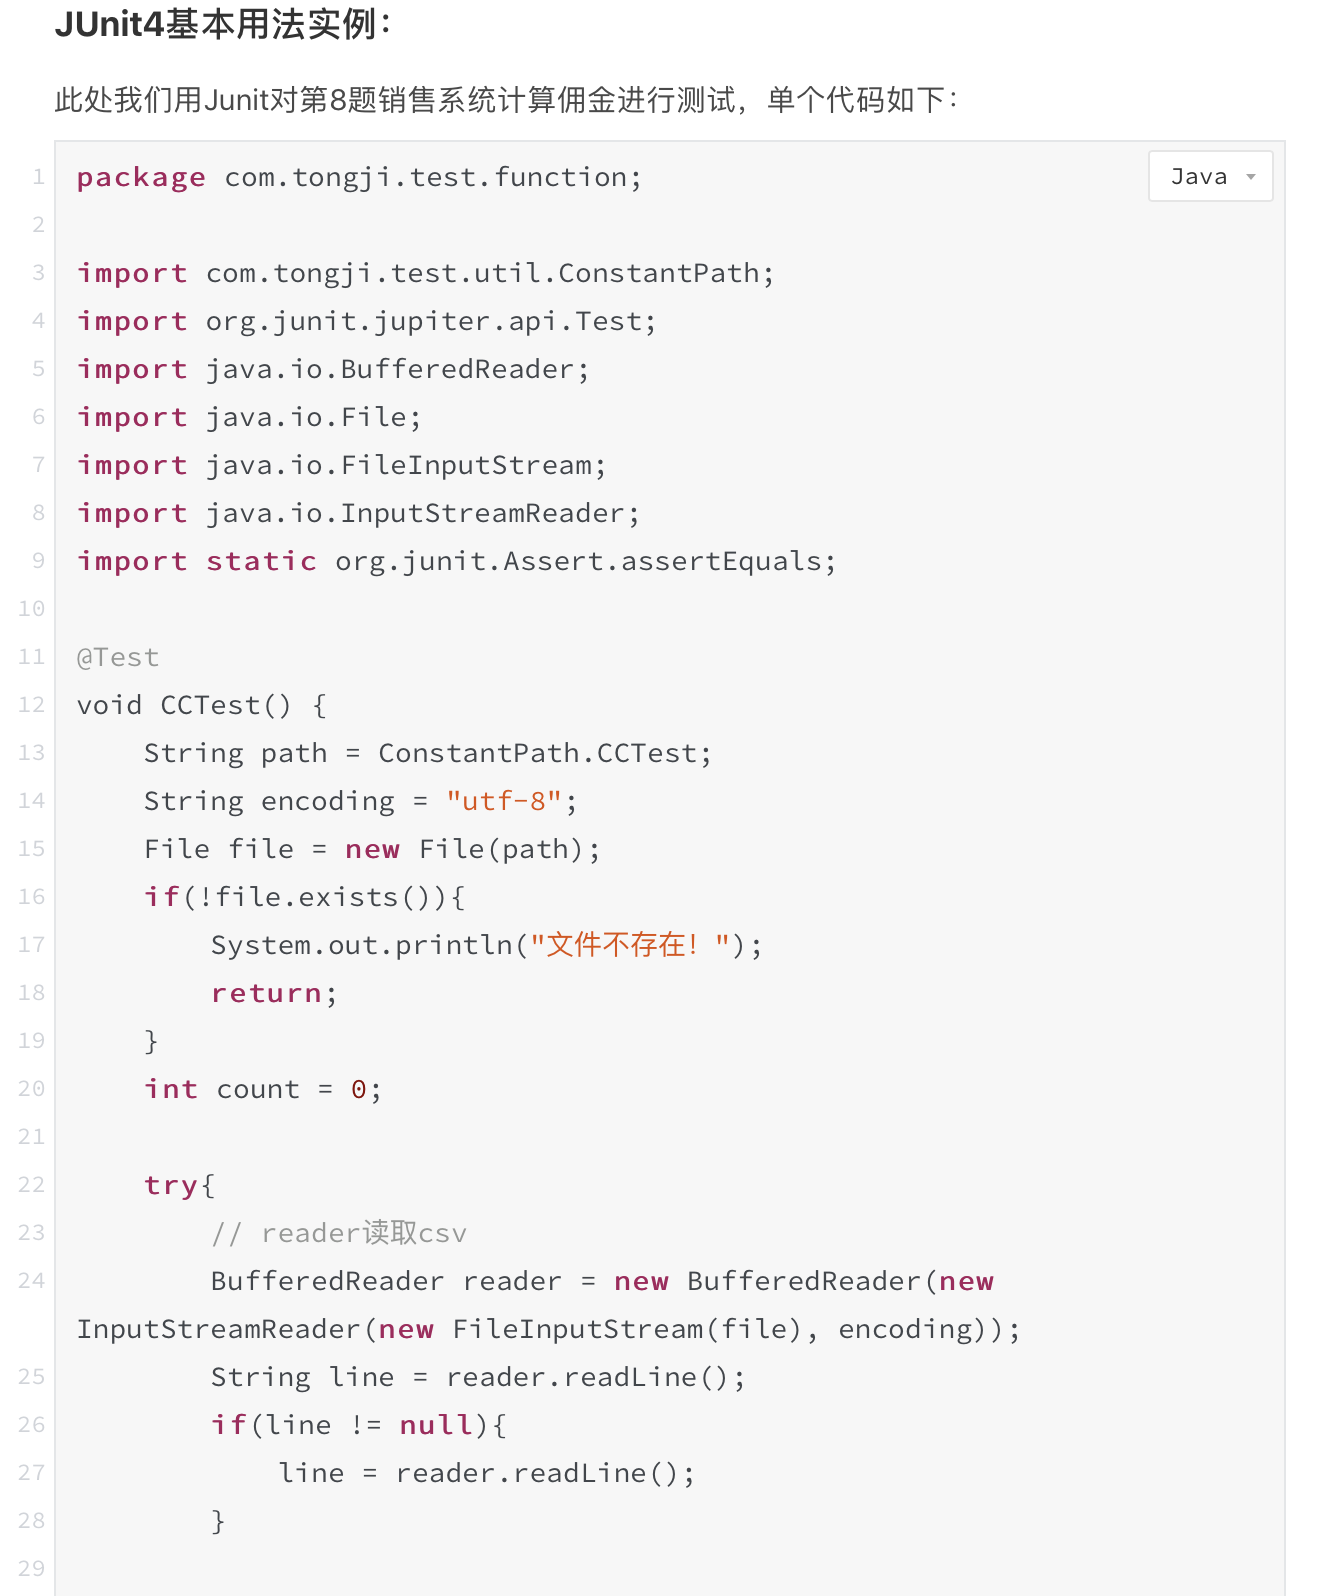 JUnit4基本用法实例：
此处我们用Junit对第8题销售系统计算佣金进行测试，单个代码如下：
Java
1 package com.tongji.test.function;
2
3 import com.tongji.test.util.ConstantPath;
4 import org.junit.jupiter.api.Test;
5 import java.io.BufferedReader;
6 import java.io.File;
7 import java.io.FileInputStream;
8 import java.io.InputStreamReader;
9 import static org.junit.Assert.assertEquals;
10
11 @Test
12 void CCTest() {
13     String path = ConstantPath.CCTest;
14     String encoding = "utf-8";
15     File file = new File(path);
16     if(!file.exists()){
17         System.out.println("文件不存在！");
18         return;
19     }
20     int count = 0;
21
22     try{
23         // reader读取csv
24         BufferedReader reader = new BufferedReader(new
InputStreamReader(new FileInputStream(file), encoding));
25         String line = reader.readLine();
26         if(line != null){
27             line = reader.readLine();
28         }
29